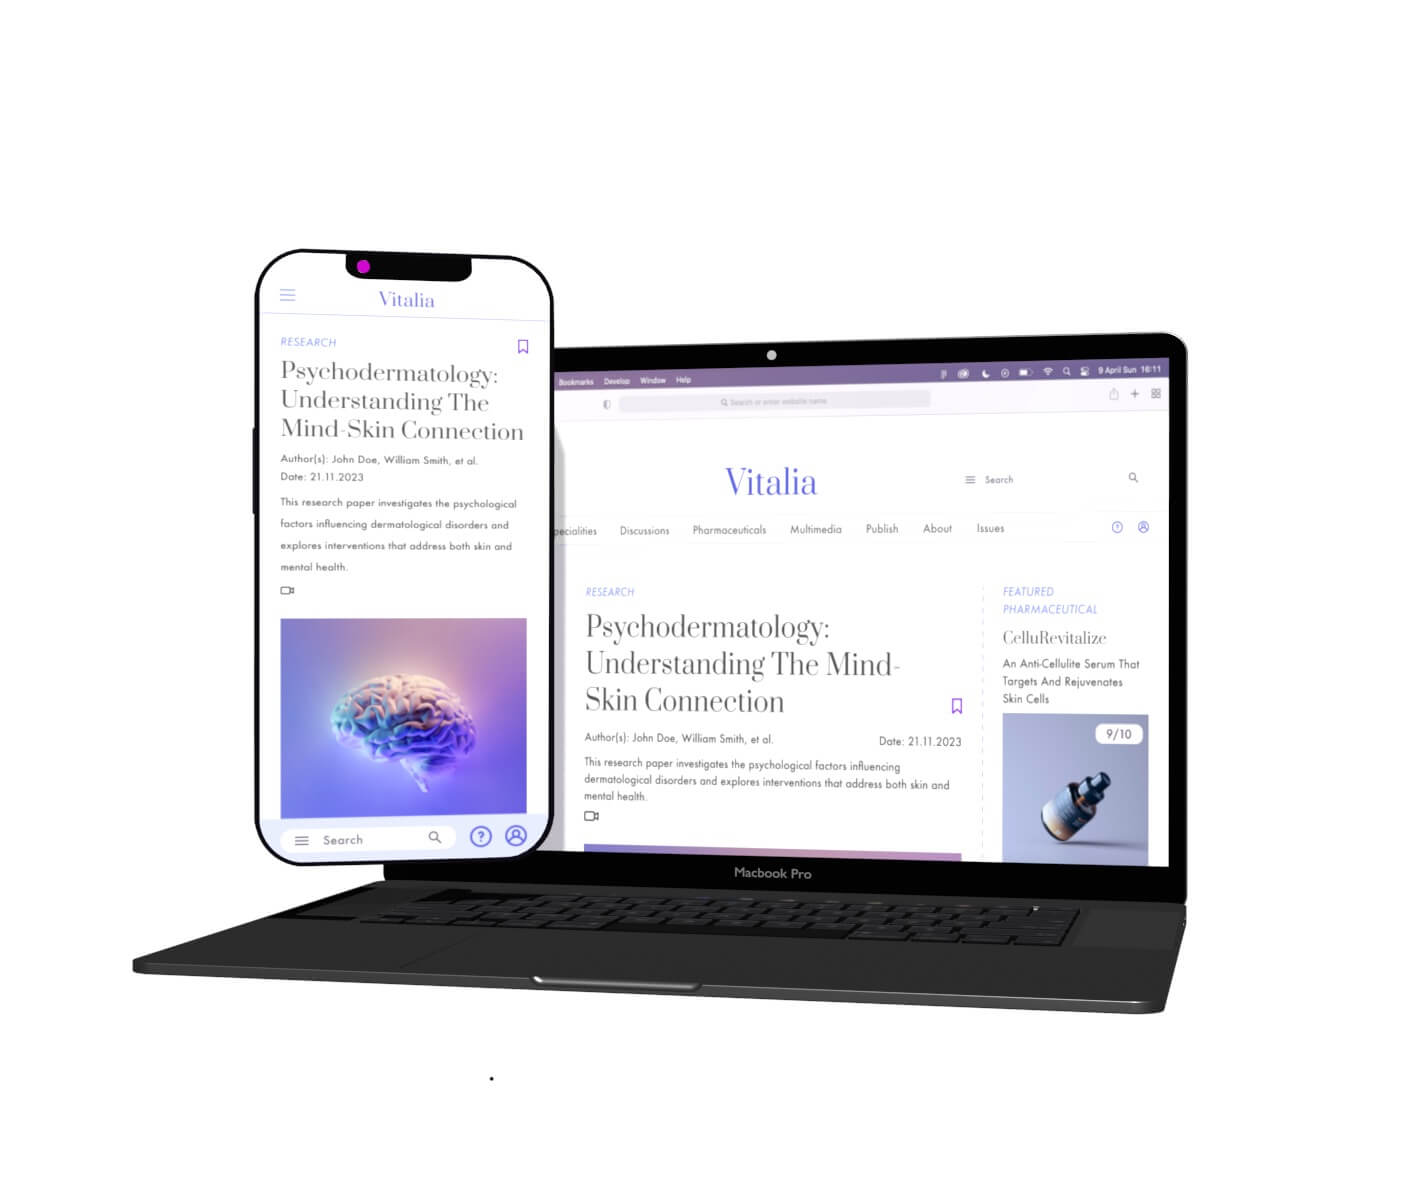 Vitalia
RESEARCH
Psychodermatology:
Understanding The
Mind-Skin Connection
Author(s): John Doe, William Smith, et al.
Date: 21.11.2023
This research paper investigates the psychological
factors influencing dermatological disorders and
explores interventions that address both skin and
mental health.
Search
?
Bookmarks Develop Window Help
9 April Sun 16:11
Search or enter website name
Vitalia
Search
pecialities Discussions Pharmaceuticals Multimedia Publish About Issues
?
RESEARCH
Psychodermatology:
Understanding The Mind-
Skin Connection
Author(s): John Doe, William Smith, et al.
Date: 21.11.2023
This research paper investigates the psychological factors influencing
dermatological disorders and explores interventions that address both skin and
mental health.
FEATURED
PHARMACEUTICAL
CelluRevitalize
An Anti-Cellulite Serum That
Targets And Rejuvenates
Skin Cells
9/10
Macbook Pro